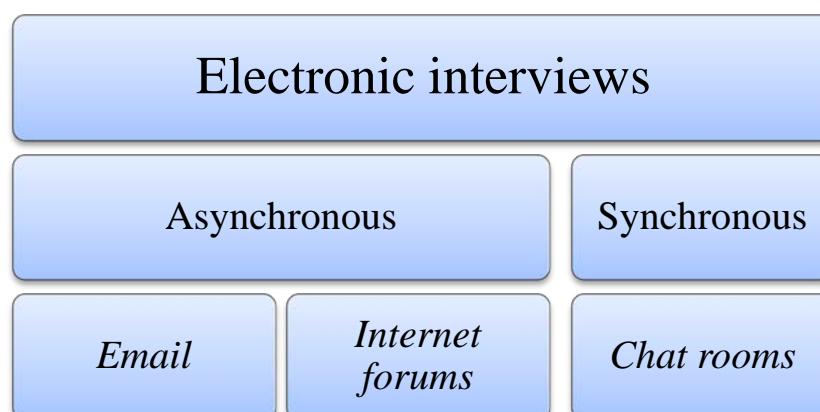 Electronic interviews
Asynchronous
Synchronous
Email
Internet
forums
Chat rooms